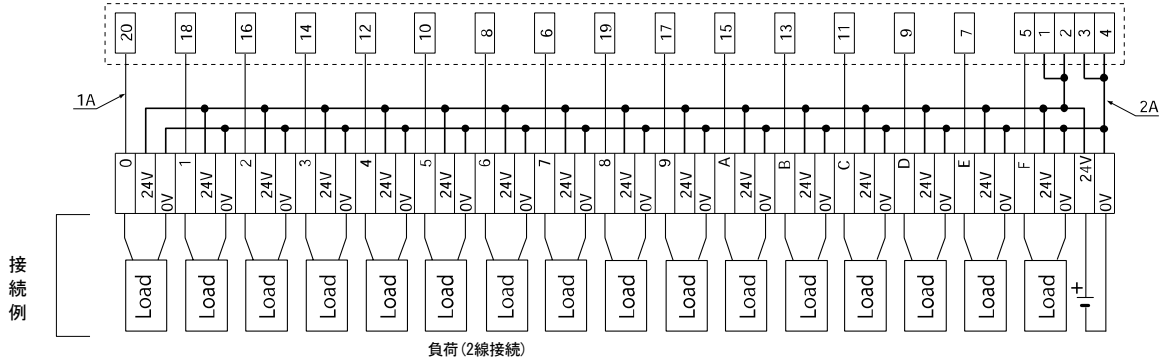 20 18 16 14 12 10 8 6 19 17 15 13 11 9 7 5 1 2 3 4
1A
2A
0 24V 0V 1 24V 0V 2 24V 0V 3 24V 0V 4 24V 0V 5 24V 0V 6 24V 0V 7 24V 0V 8 24V 0V 9 24V 0V A 24V 0V B 24V 0V C 24V 0V D 24V 0V E 24V 0V F 24V 0V 24V 0V
接続例
Load Load Load Load Load Load Load Load Load Load Load Load Load Load Load Load +
負荷(2線接続)